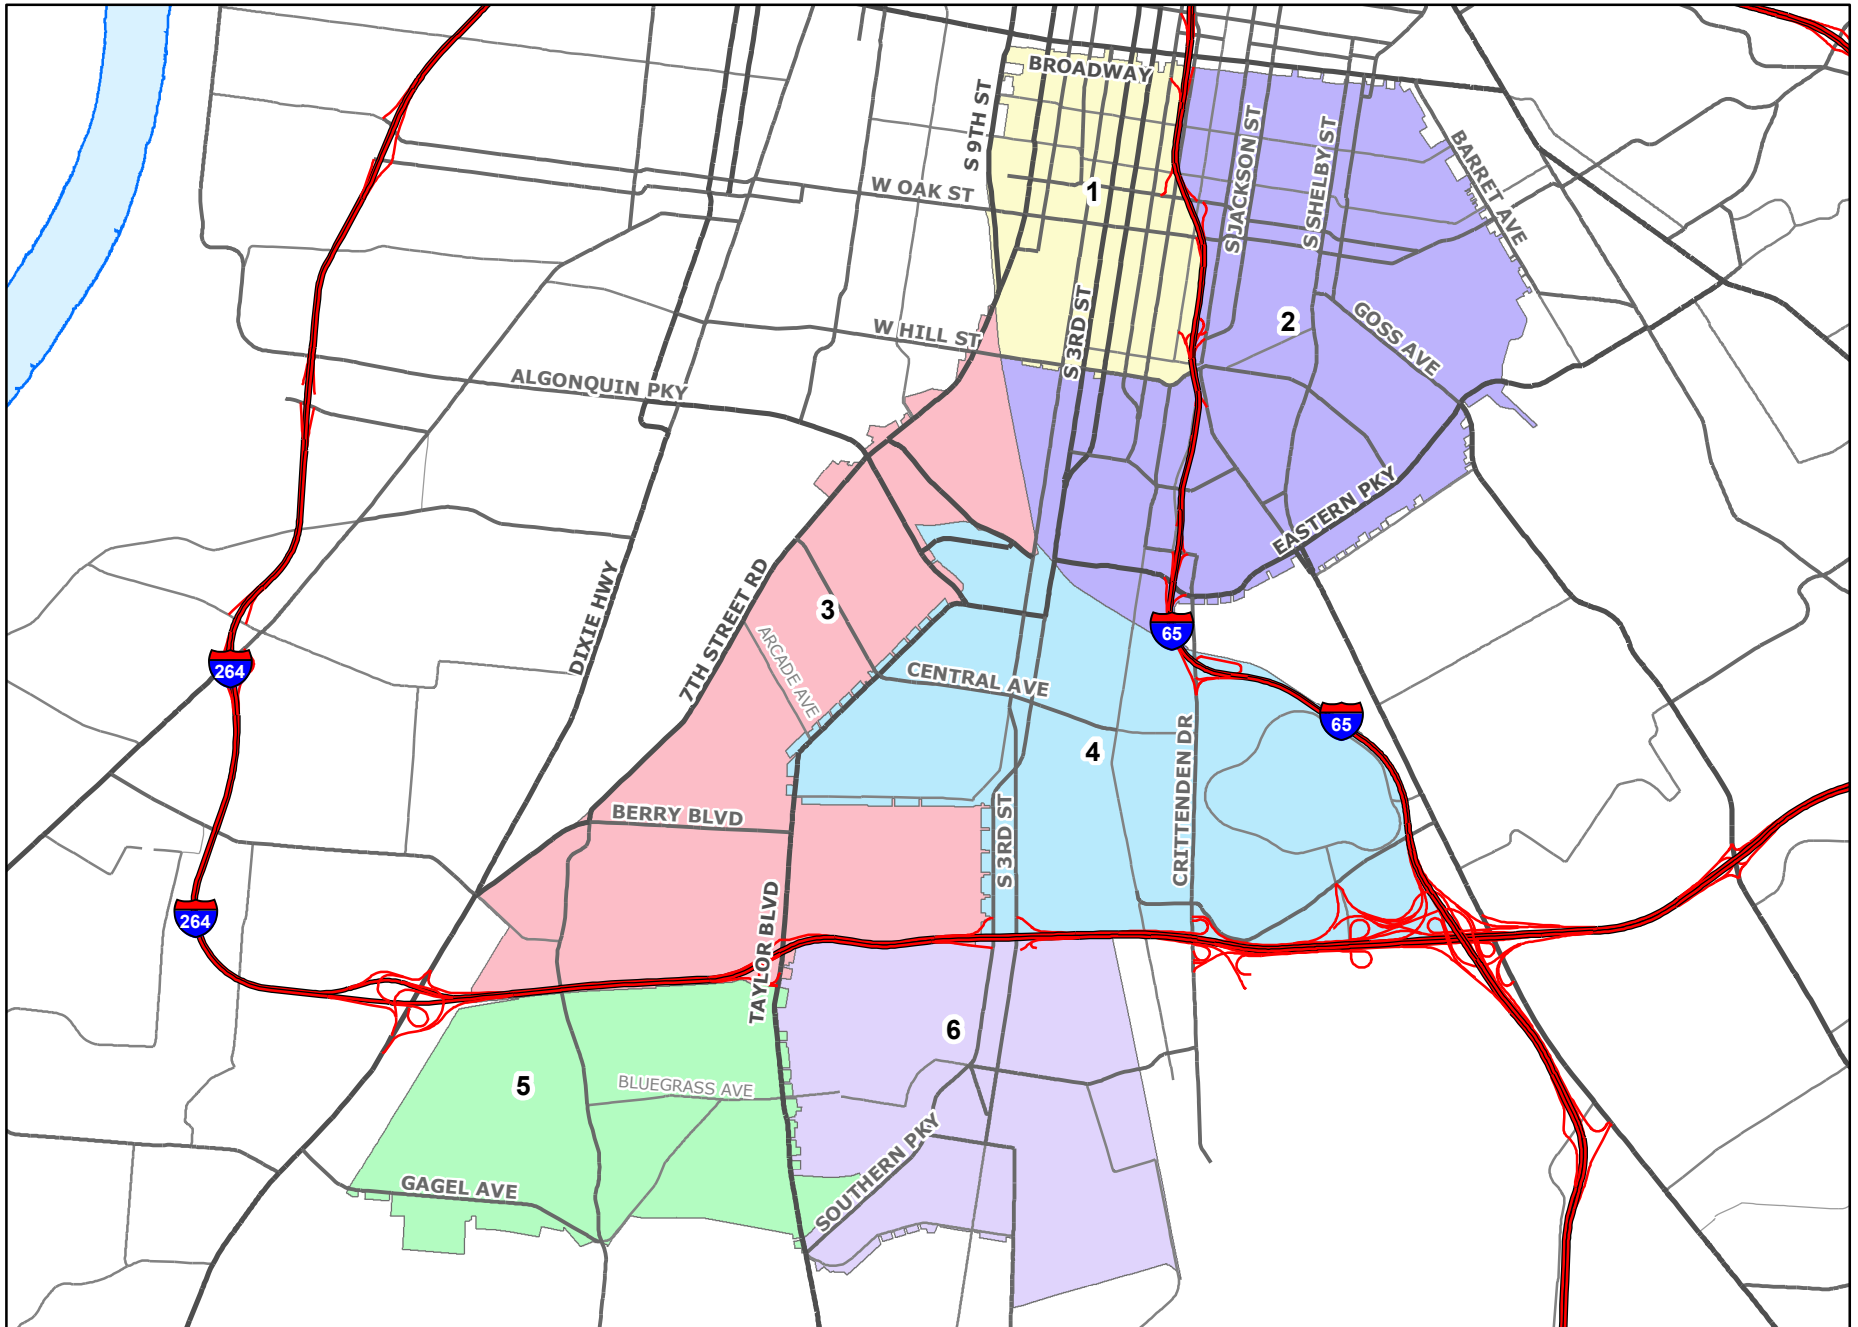 BROADWAY
S 9TH ST
S JACKSON ST
S SHELBY ST
BARRET AVE
W OAK ST
1
2
S 3RD ST
GOSS AVE
W HILL ST
ALGONQUIN PKY
EASTERN PKY
DIXIE HWY
7TH STREET RD
3
ARCADE AVE
65
264
CENTRAL AVE
65
4
CRITTENDEN DR
BERRY BLVD
S 3RD ST
264
TAYLOR BLVD
6
5
BLUEGRASS AVE
SOUTHERN PKY
GAGEL AVE